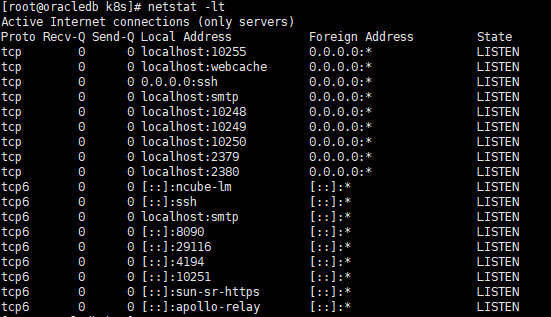 [root@oracledb k8s]# netstat -lt
Active Internet connections (only servers)
Proto Recv-Q Send-Q Local Address           Foreign Address         State
tcp        0      0 localhost:10255         0.0.0.0:*               LISTEN
tcp        0      0 localhost:webcache      0.0.0.0:*               LISTEN
tcp        0      0 0.0.0.0:ssh             0.0.0.0:*               LISTEN
tcp        0      0 localhost:smtp          0.0.0.0:*               LISTEN
tcp        0      0 localhost:10248         0.0.0.0:*               LISTEN
tcp        0      0 localhost:10249         0.0.0.0:*               LISTEN
tcp        0      0 localhost:10250         0.0.0.0:*               LISTEN
tcp        0      0 localhost:2379          0.0.0.0:*               LISTEN
tcp        0      0 localhost:2380          0.0.0.0:*               LISTEN
tcp6       0      0 [::]:ncube-lm           [::]:*                  LISTEN
tcp6       0      0 [::]:ssh                [::]:*                  LISTEN
tcp6       0      0 localhost:smtp          [::]:*                  LISTEN
tcp6       0      0 [::]:8090               [::]:*                  LISTEN
tcp6       0      0 [::]:29116              [::]:*                  LISTEN
tcp6       0      0 [::]:4194               [::]:*                  LISTEN
tcp6       0      0 [::]:10251              [::]:*                  LISTEN
tcp6       0      0 [::]:sun-sr-https       [::]:*                  LISTEN
tcp6       0      0 [::]:apollo-relay       [::]:*                  LISTEN